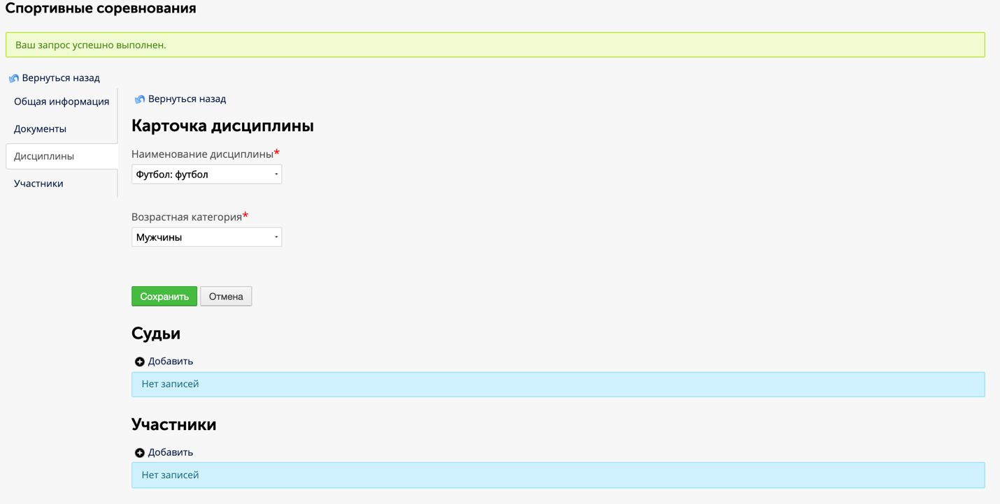 Спортивные соревнования
Ваш запрос успешно выполнен.
Вернуться назад
Общая информация
Документы
Дисциплины
Участники
Вернуться назад
Карточка дисциплины
Наименование дисциплины*
Футбол: футбол
Возрастная категория*
Мужчины
Сохранить Отмена
Судьи
Добавить
Нет записей
Участники
Добавить
Нет записей